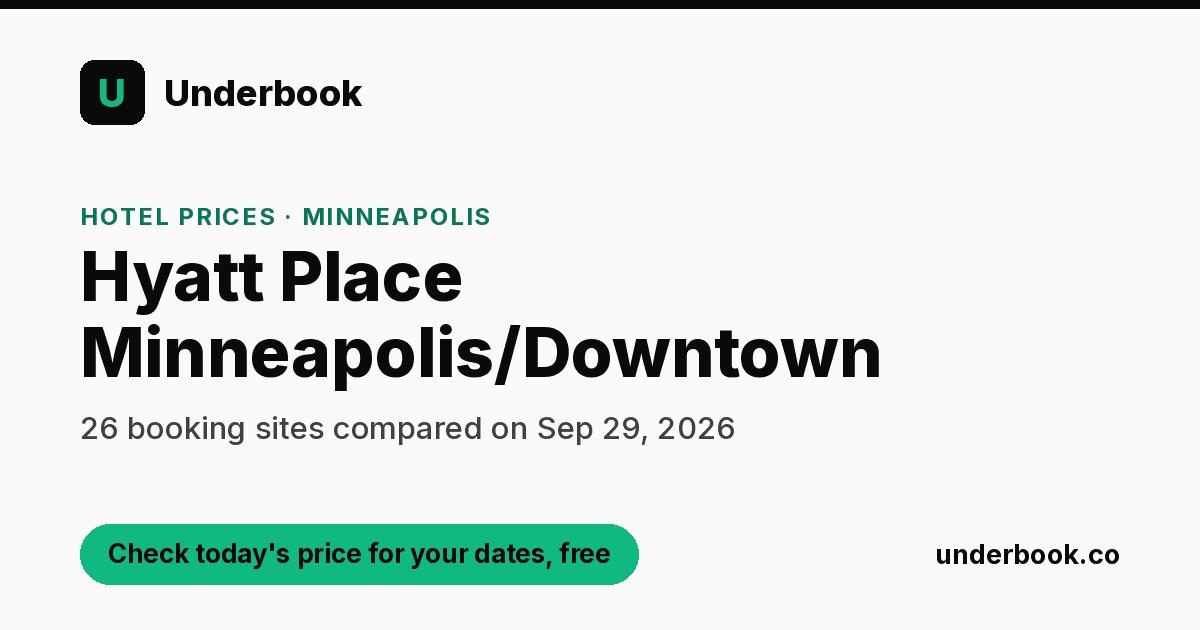 U Underbook
HOTEL PRICES · MINNEAPOLIS
Hyatt Place
Minneapolis/Downtown
26 booking sites compared on Sep 29, 2026
Check today's price for your dates, free
underbook.co